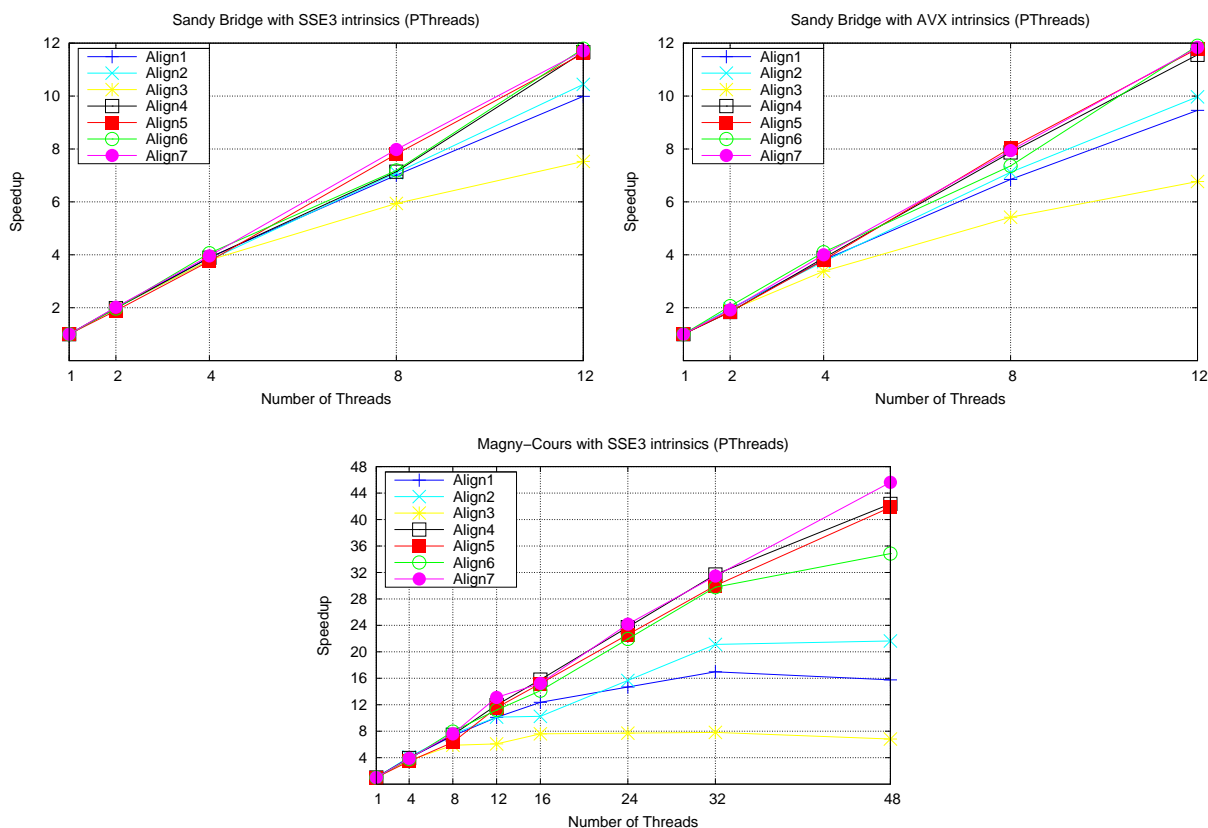 Sandy Bridge with SSE3 intrinsics (PThreads)
12
10
8
6
4
2
Speedup
Align1
Align2
Align3
Align4
Align5
Align6
Align7
1 2 4 8 12
Number of Threads
Sandy Bridge with AVX intrinsics (PThreads)
12
10
8
6
4
2
Speedup
Align1
Align2
Align3
Align4
Align5
Align6
Align7
1 2 4 8 12
Number of Threads
Magny−Cours with SSE3 intrinsics (PThreads)
48
44
40
36
32
28
24
20
16
12
8
4
Speedup
Align1
Align2
Align3
Align4
Align5
Align6
Align7
1 4 8 12 16 24 32 48
Number of Threads